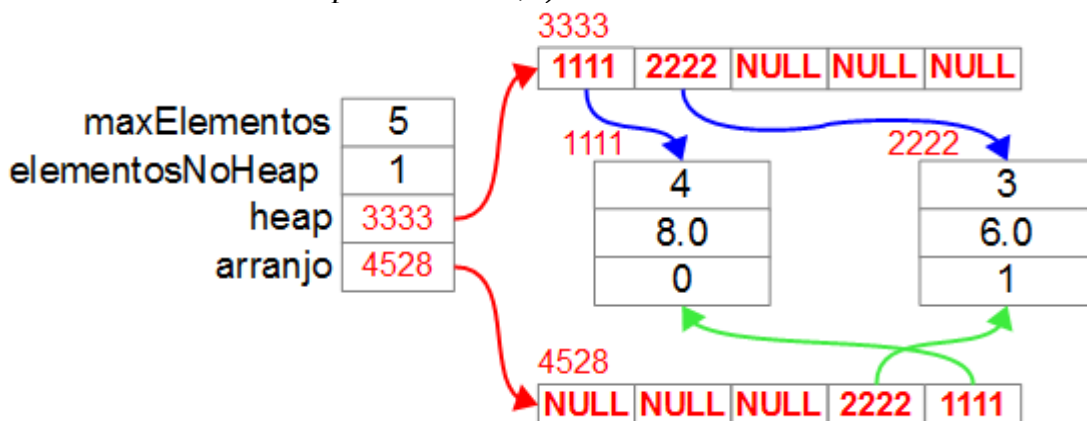 3333
1111 2222 NULL NULL NULL
maxElementos 5
elementosNoHeap 1
heap 3333
arranjo 4528
1111 2222
4 3
8.0 6.0
0 1
4528
NULL NULL NULL 2222 1111